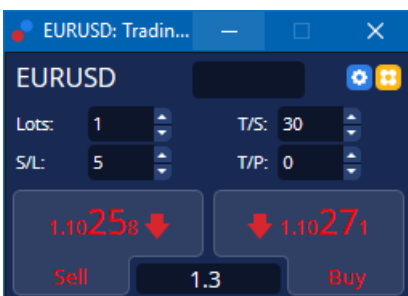 EURUSD: Tradin...
EURUSD
Lots: 1 T/S: 30
S/L: 5 T/P: 0
1.10258 1.10271
Sell 1.3 Buy